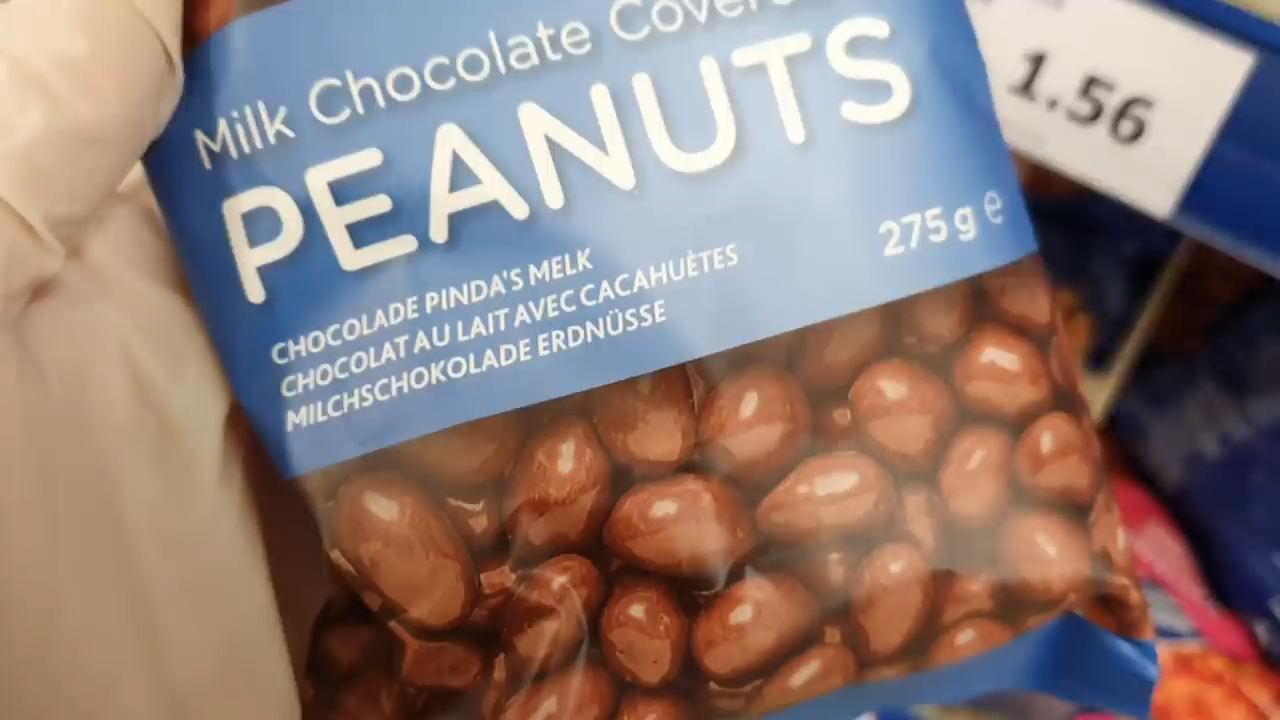 Milk Chocolate
PEANUTS
275 g e
CHOCOLADE PINDA'S MELK
CHOCOLAT AU LAIT AVEC CACAHUÈTES
MILCHSCHOKOLADE ERDNÜSSE
1.56